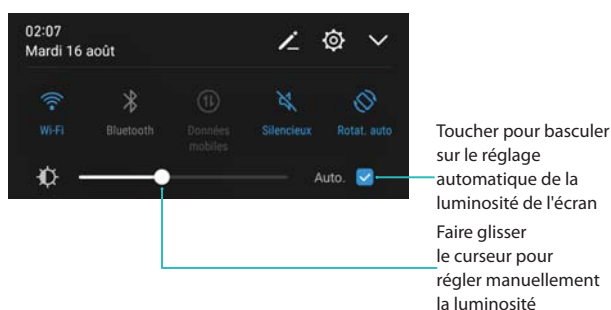 02:07
Mardi 16 août
Wi-Fi
Bluetooth
Données
mobiles
Silencieux
Rotat. auto
Auto.
Toucher pour basculer
sur le réglage
automatique de la
luminosité de l'écran
Faire glisser
le curseur pour
régler manuellement
la luminosité